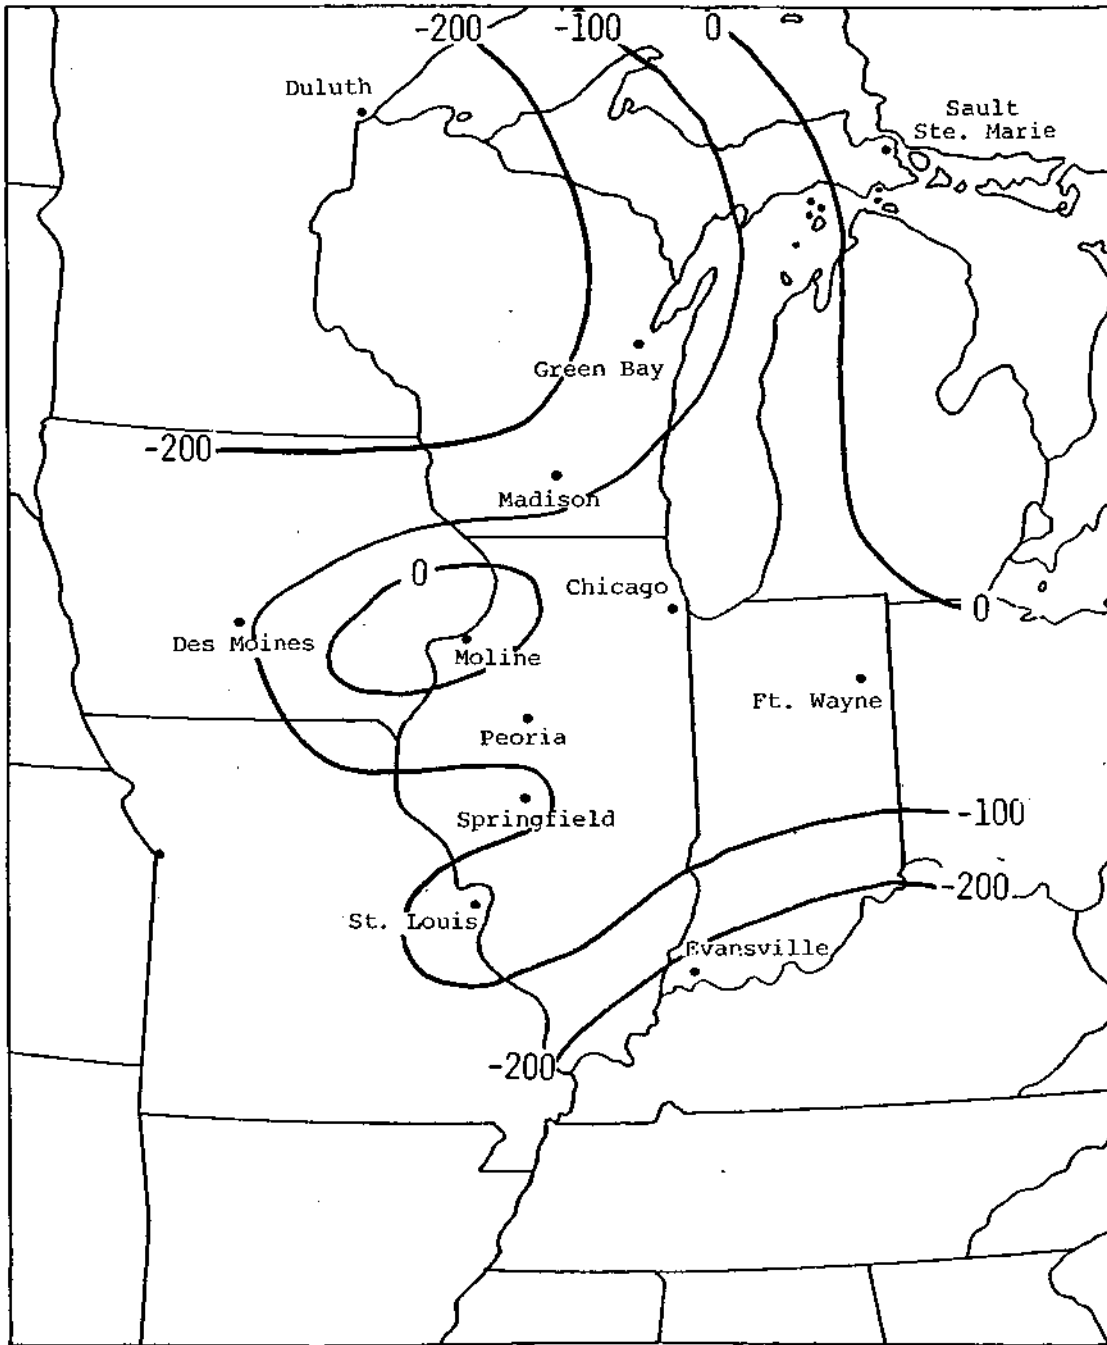 -200
-100
0
Duluth
Sault
Ste. Marie
Green Bay
-200
Madison
0
Chicago
0
Des Moines
Moline
Ft. Wayne
Peoria
-100
Springfield
-200
St. Louis
Evansville
-200